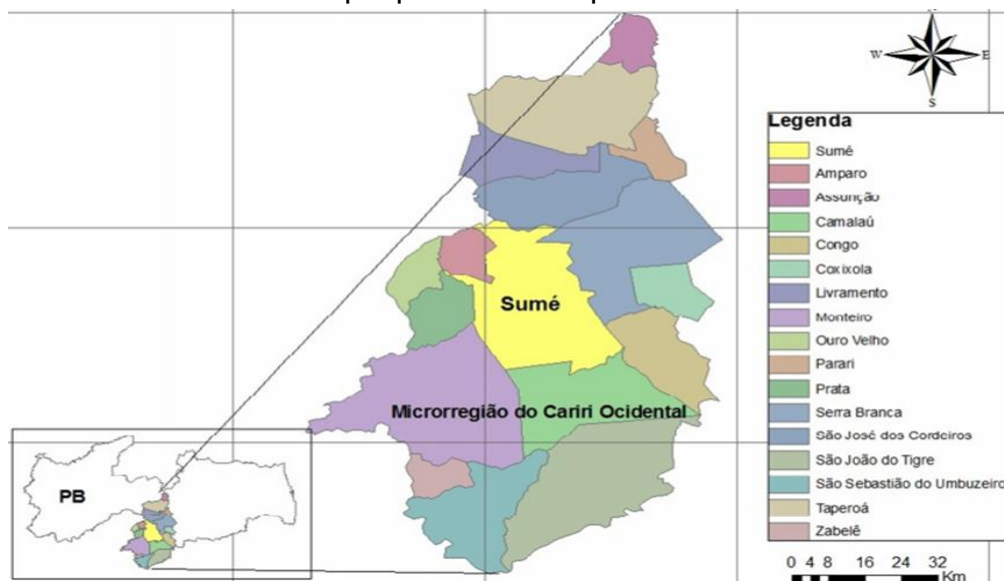 W
E
S
Legenda
Sumé
Amparo
Assunção
Camalaú
Congo
Coxixola
Livramento
Monteiro
Ouro Velho
Parari
Prata
Serra Branca
São José dos Cordeiros
São João do Tigre
São Sebastião do Umbuzeiro
Taperoá
Zabelê
Sumé
Microrregião do Cariri Ocidental
PB
0 4 8 16 24 32
Km